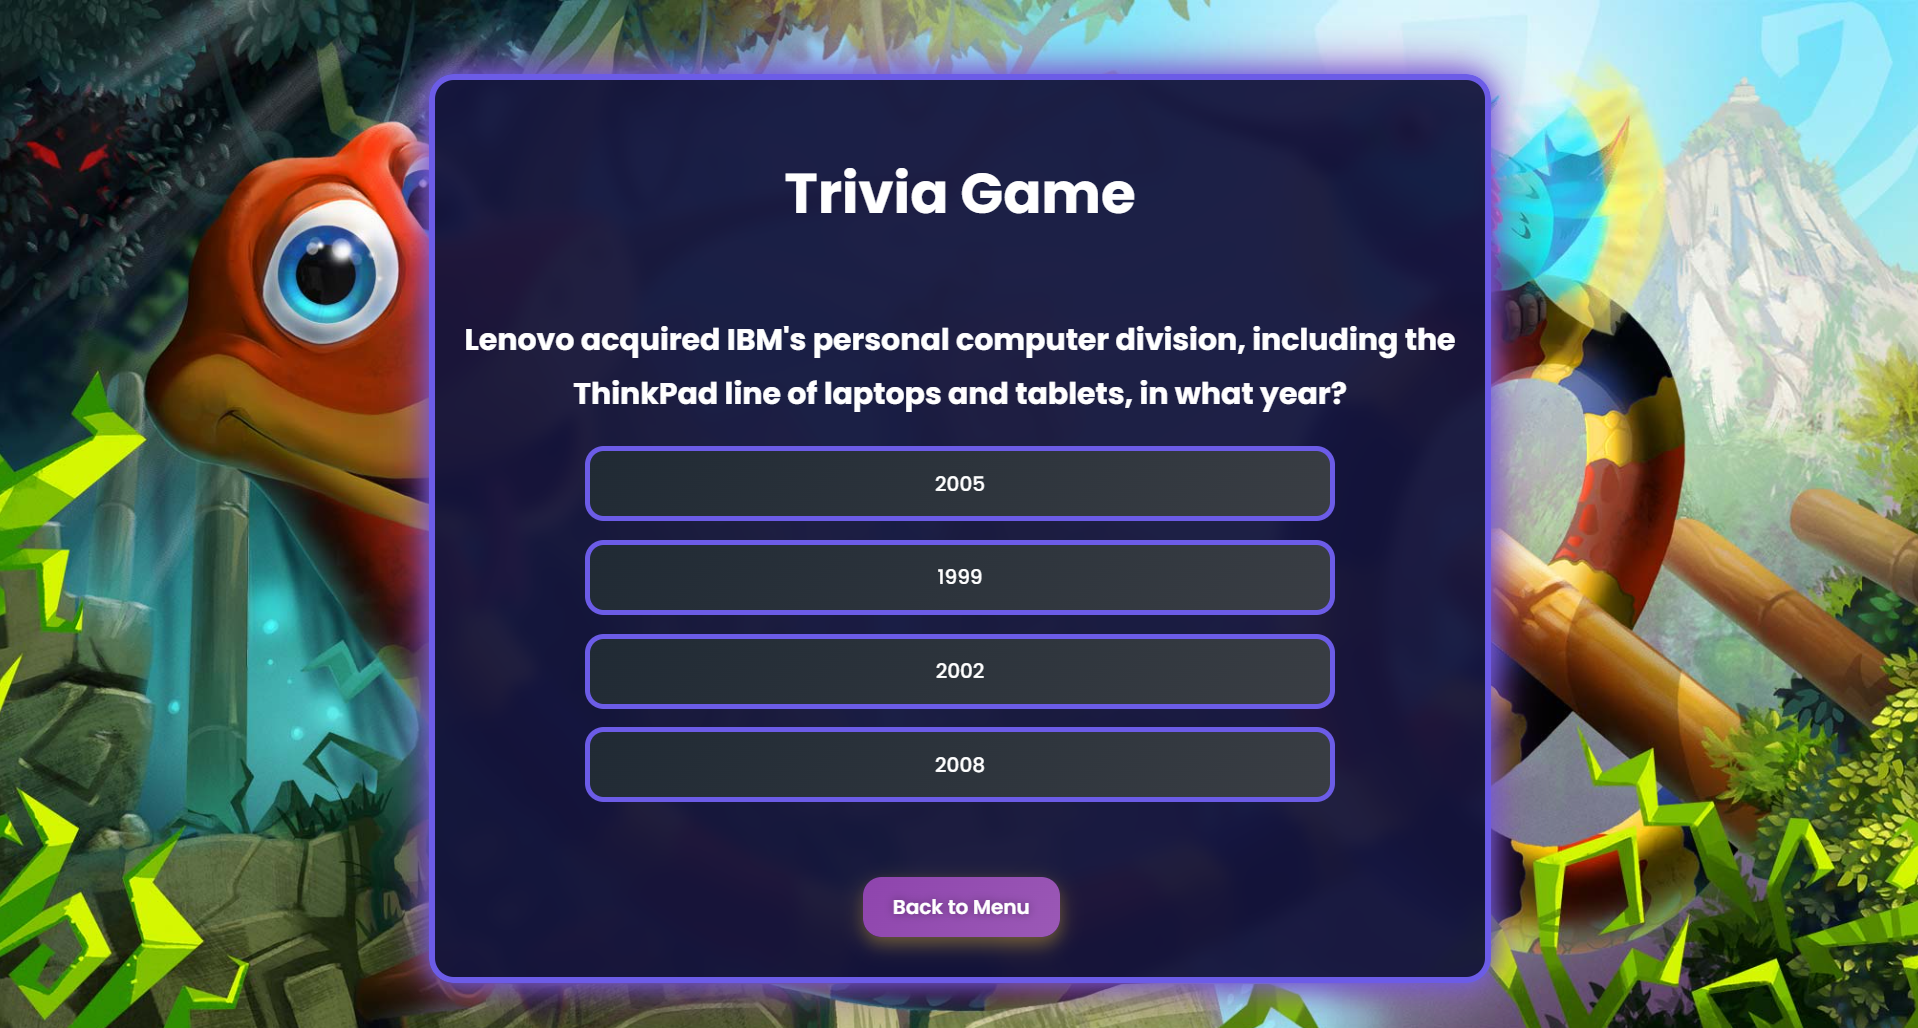 Trivia Game
Lenovo acquired IBM's personal computer division, including the
ThinkPad line of laptops and tablets, in what year?
2005
1999
2002
2008
Back to Menu